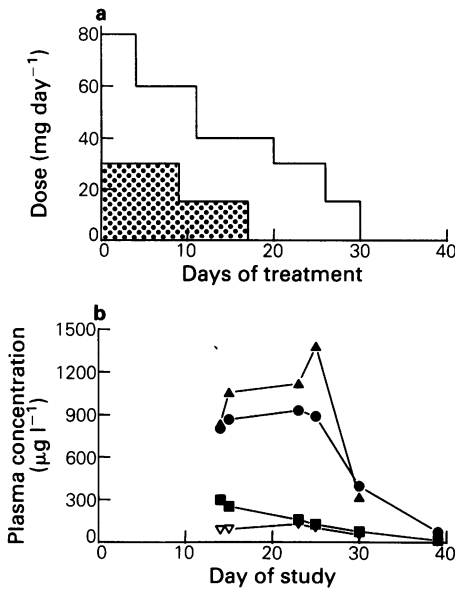 a
80
60
40
20
0
Dose (mg day⁻¹)
0 10 20 30 40
Days of treatment
b
1500
1200
900
600
300
0
Plasma concentration
(µg l⁻¹)
0 10 20 30 40
Day of study